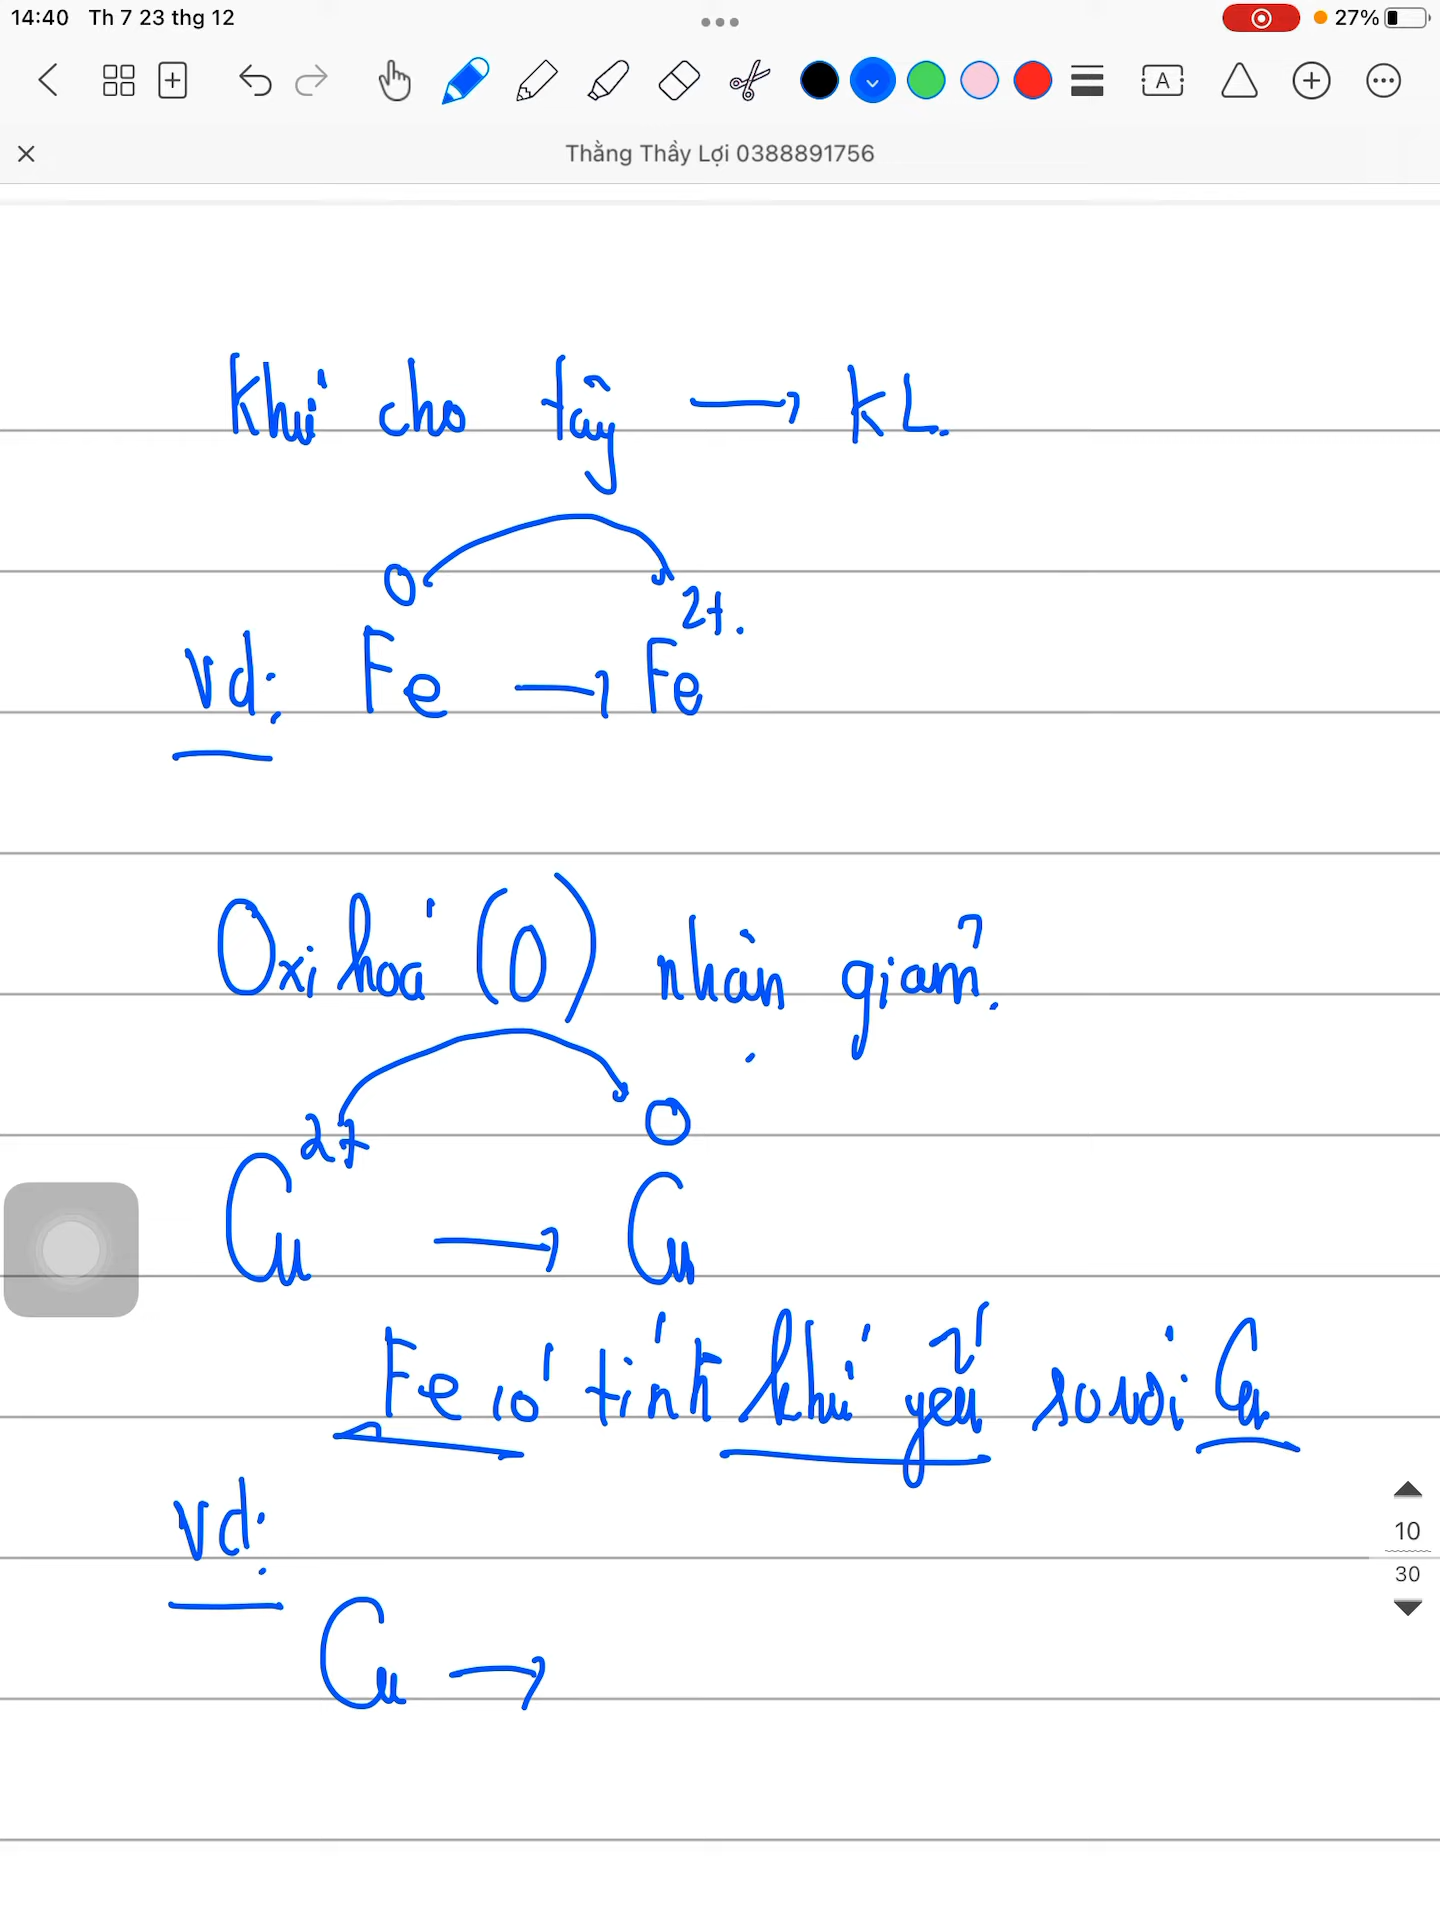 14:40 Th 7 23 thg 12
27%
A
Thằng Thầy Lợi 0388891756
Khử cho tăng → KL.
0 2+.
vd: Fe → Fe
Oxi hoá (O) nhận giảm.
2+ 0
Cu → Cu
Fe có tính khử yếu so với Cu
vd:
10
30
Cu →